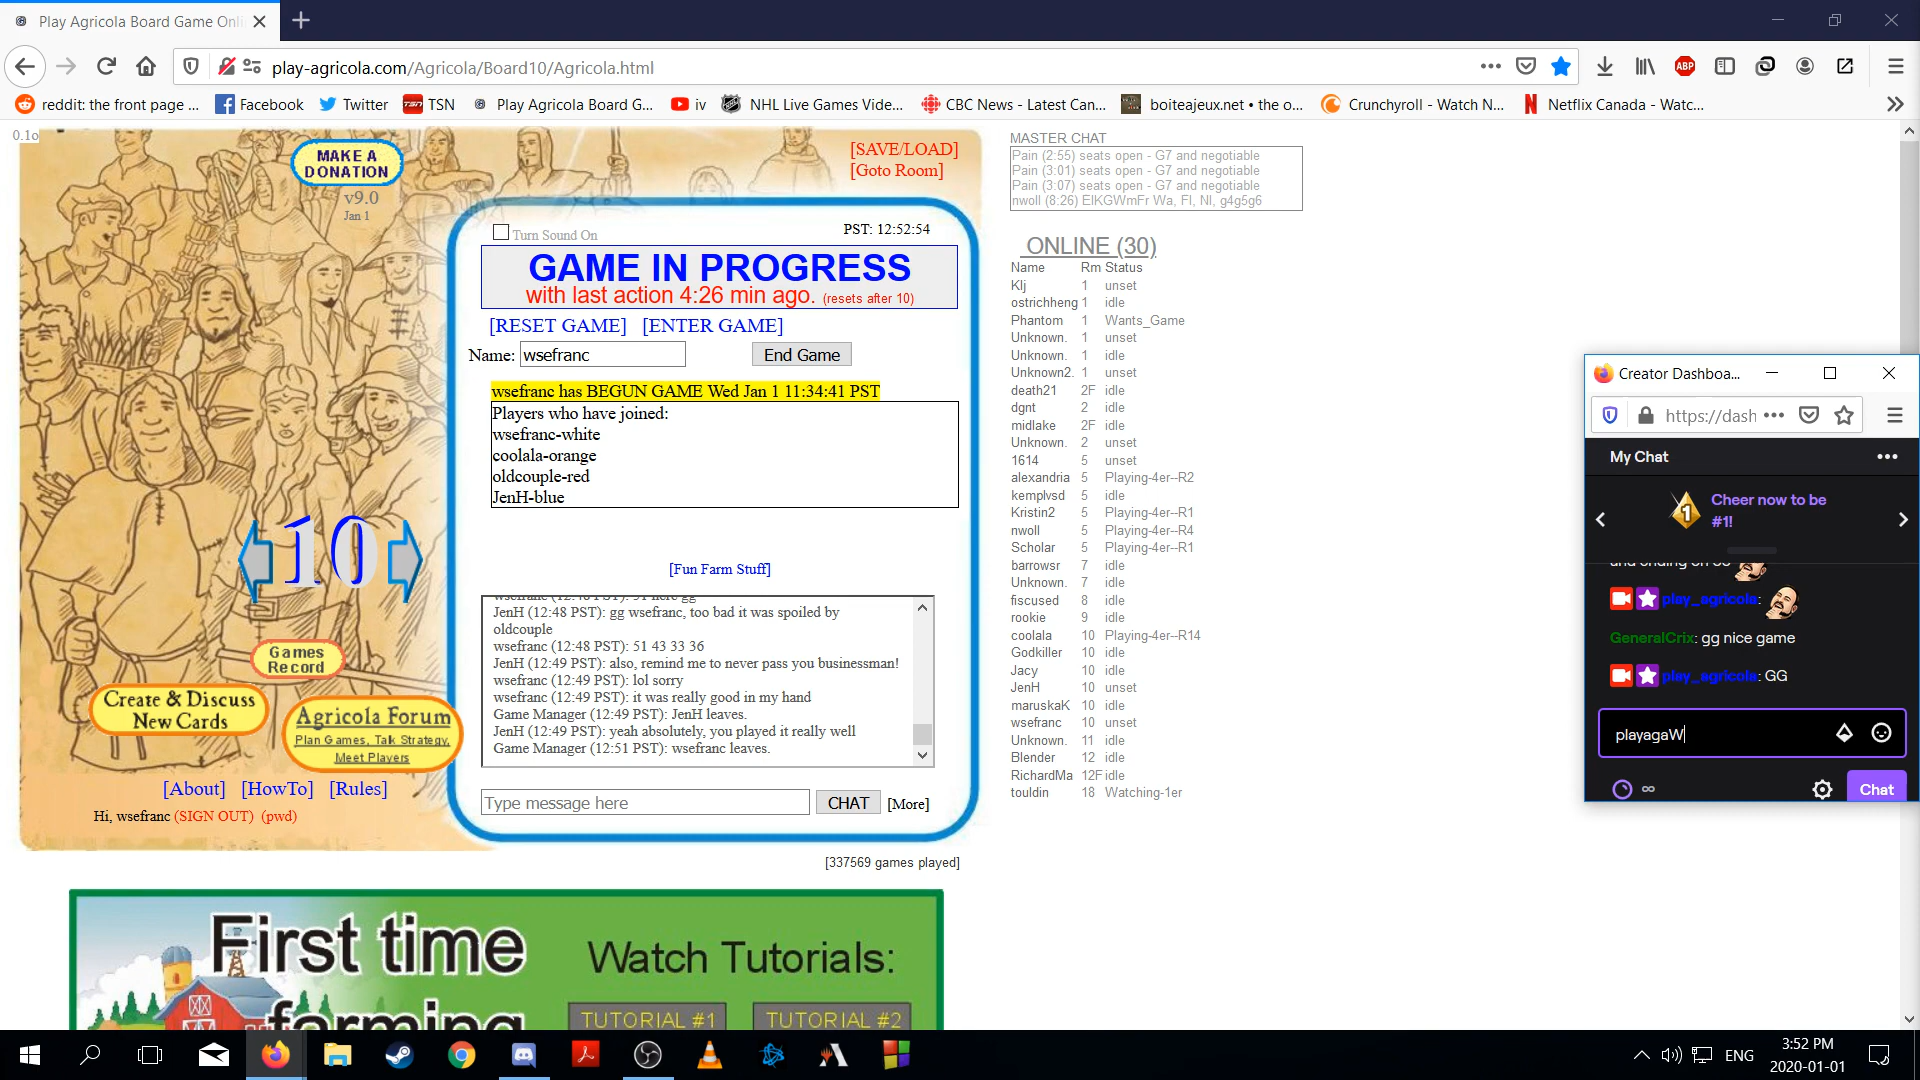 Play Agricola Board Game Onli
play-agricola.com/Agricola/Board10/Agricola.html
ABP
reddit: the front page ...
Facebook
Twitter
TSN
Play Agricola Board G...
iv
NHL Live Games Vide...
CBC News - Latest Can...
boiteajeux.net • the o...
Crunchyroll - Watch N...
Netflix Canada - Watc...
0.1o
MAKE A
DONATION
v9.0
Jan 1
[SAVE/LOAD]
[Goto Room]
Turn Sound On
PST: 12:52:54
GAME IN PROGRESS
with last action 4:26 min ago. (resets after 10)
[RESET GAME] [ENTER GAME]
Name: wsefranc
End Game
wsefranc has BEGUN GAME Wed Jan 1 11:34:41 PST
Players who have joined:
wsefranc-white
coolala-orange
oldcouple-red
JenH-blue
10
[Fun Farm Stuff]
JenH (12:48 PST): gg wsefranc, too bad it was spoiled by
oldcouple
wsefranc (12:48 PST): 51 43 33 36
JenH (12:49 PST): also, remind me to never pass you businessman!
wsefranc (12:49 PST): lol sorry
wsefranc (12:49 PST): it was really good in my hand
Game Manager (12:49 PST): JenH leaves.
JenH (12:49 PST): yeah absolutely, you played it really well
Game Manager (12:51 PST): wsefranc leaves.
Type message here
CHAT
[More]
Games
Record
Create & Discuss
New Cards
Agricola Forum
Plan Games, Talk Strategy,
Meet Players
[About] [HowTo] [Rules]
Hi, wsefranc (SIGN OUT) (pwd)
[337569 games played]
First time
farming
Watch Tutorials:
TUTORIAL #1
TUTORIAL #2
MASTER CHAT
Pain (2:55) seats open - G7 and negotiable
Pain (3:01) seats open - G7 and negotiable
Pain (3:07) seats open - G7 and negotiable
nwoll (8:26) EIKGWmFr Wa, Fl, NI, g4g5g6
ONLINE (30)
Name Rm Status
Klj 1 unset
ostrichheng 1 idle
Phantom 1 Wants_Game
Unknown. 1 unset
Unknown. 1 idle
Unknown2. 1 unset
death21 2F idle
dgnt 2 idle
midlake 2F idle
Unknown. 2 unset
1614 5 unset
alexandria 5 Playing-4er--R2
kemplvsd 5 idle
Kristin2 5 Playing-4er--R1
nwoll 5 Playing-4er--R4
Scholar 5 Playing-4er--R1
barrowsr 7 idle
Unknown. 7 idle
fiscused 8 idle
rookie 9 idle
coolala 10 Playing-4er--R14
Godkiller 10 idle
Jacy 10 idle
JenH 10 unset
maruskaK 10 idle
wsefranc 10 unset
Unknown. 11 idle
Blender 12 idle
RichardMa 12F idle
touldin 18 Watching-1er
Creator Dashboa...
https://dash
My Chat
1
Cheer now to be
#1!
play_agricola:
GeneralCrix: gg nice game
play_agricola: GG
playagaW
∞
Chat
ENG
3:52 PM
2020-01-01